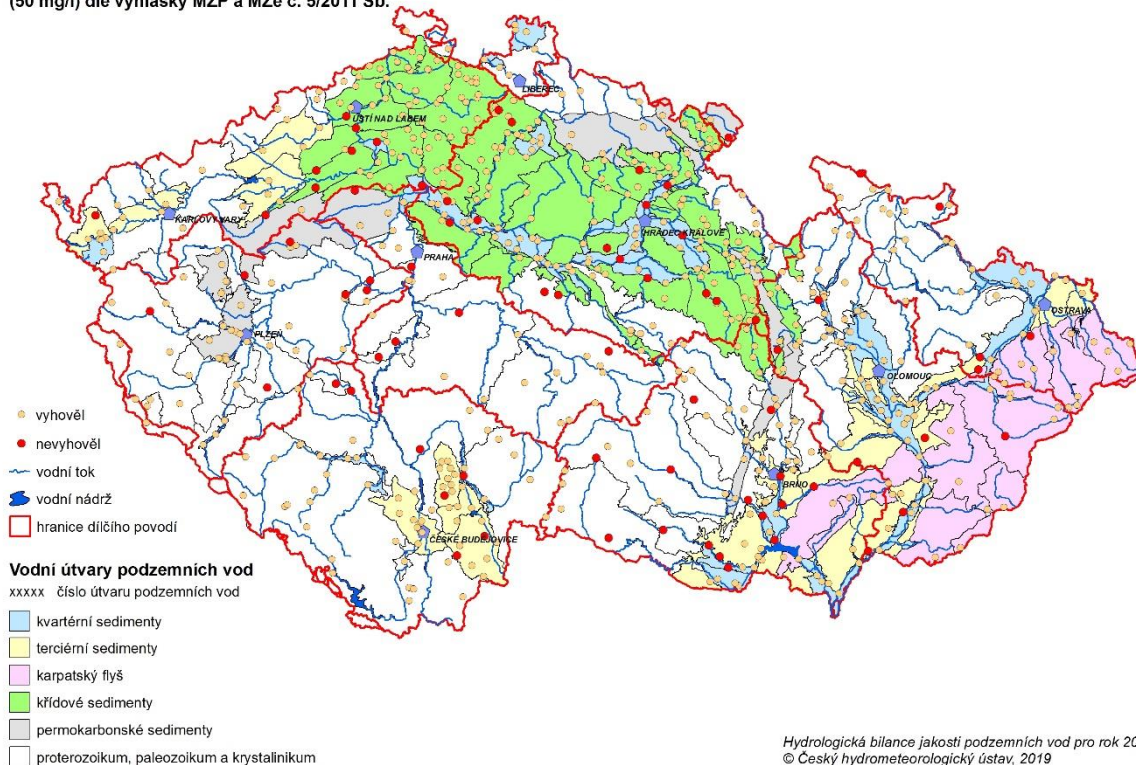 (50 mg/l) dle vyhlášky MŽP a MZe č. 5/2011 Sb.
LIBEREC
ÚSTÍ NAD LABEM
KARLOVY VARY
HRADEC KRÁLOVÉ
PRAHA
OSTRAVA
PLZEŇ
OLOMOUC
BRNO
ČESKÉ BUDĚJOVICE
vyhověl
nevyhověl
vodní tok
vodní nádrž
hranice dílčího povodí
Vodní útvary podzemních vod
xxxxx číslo útvaru podzemních vod
kvartérní sedimenty
terciérní sedimenty
karpatský flyš
křídové sedimenty
permokarbonské sedimenty
proterozoikum, paleozoikum a krystalinikum
Hydrologická bilance jakosti podzemních vod pro rok 20
© Český hydrometeorologický ústav, 2019